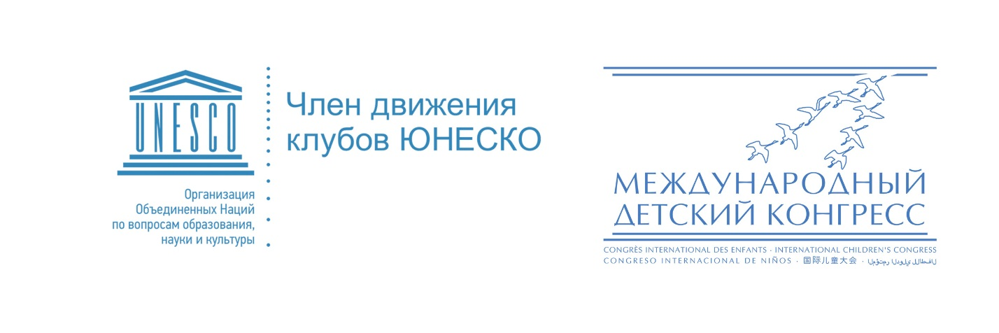 UNESCO
Организация
Объединенных Наций
по вопросам образования,
науки и культуры
Член движения
клубов ЮНЕСКО
МЕЖДУНАРОДНЫЙ
ДЕТСКИЙ КОНГРЕСС
CONGRÈS INTERNATIONAL DES ENFANTS · INTERNATIONAL CHILDREN'S CONGRESS
CONGRESO INTERNACIONAL DE NIÑOS · 国际儿童大会 · المؤتمر الدولي للاطفال